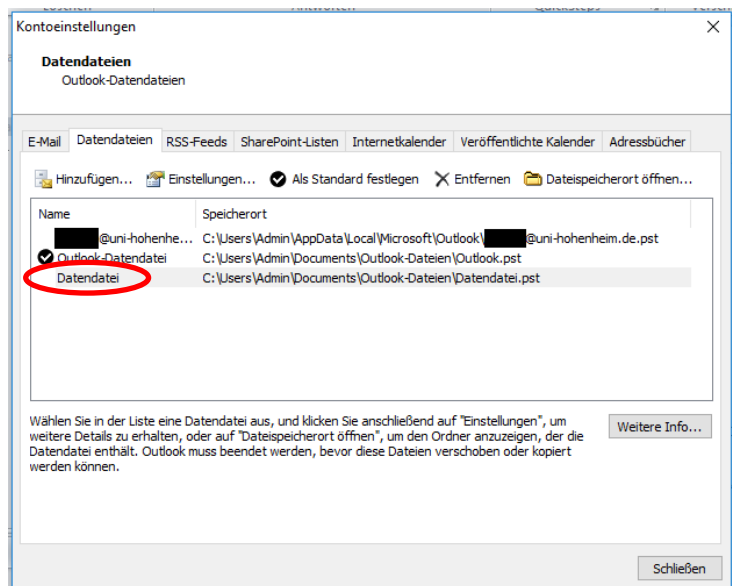 Kontoeinstellungen
Datendateien
Outlook-Datendateien
E-Mail Datendateien RSS-Feeds SharePoint-Listen Internetkalender Veröffentlichte Kalender Adressbücher
Hinzufügen... Einstellungen... Als Standard festlegen Entfernen Dateispeicherort öffnen...
Name Speicherort
@uni-hohenhe... C:\Users\Admin\AppData\Local\Microsoft\Outlook\ @uni-hohenheim.de.pst
Outlook-Datendatei C:\Users\Admin\Documents\Outlook-Dateien\Outlook.pst
Datendatei C:\Users\Admin\Documents\Outlook-Dateien\Datendatei.pst
Wählen Sie in der Liste eine Datendatei aus, und klicken Sie anschließend auf "Einstellungen", um
weitere Details zu erhalten, oder auf "Dateispeicherort öffnen", um den Ordner anzuzeigen, der die
Datendatei enthält. Outlook muss beendet werden, bevor diese Dateien verschoben oder kopiert
werden können.
Weitere Info...
Schließen